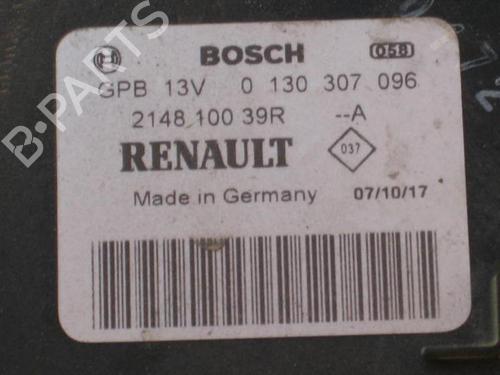 BOSCH 058
GPB 13V 0 130 307 096
2148 100 39R --A
RENAULT 037
Made in Germany 07/10/17
B-PARTS